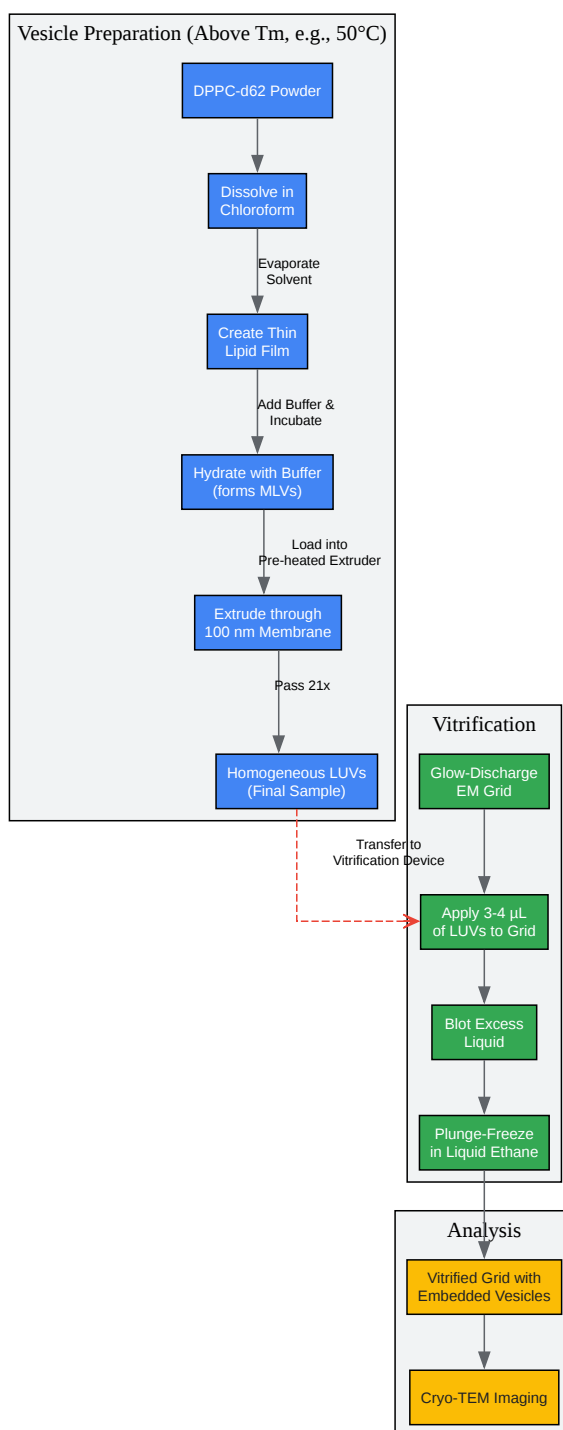 Vesicle Preparation (Above Tm, e.g., 50°C)
DPPC-d62 Powder
Dissolve in
Chloroform
Evaporate
Solvent
Create Thin
Lipid Film
Add Buffer &
Incubate
Hydrate with Buffer
(forms MLVs)
Load into
Pre-heated Extruder
Extrude through
100 nm Membrane
Pass 21x
Homogeneous LUVs
(Final Sample)
Transfer to
Vitrification Device
Vitrification
Glow-Discharge
EM Grid
Apply 3-4 µL
of LUVs to Grid
Blot Excess
Liquid
Plunge-Freeze
in Liquid Ethane
Analysis
Vitrified Grid with
Embedded Vesicles
Cryo-TEM Imaging